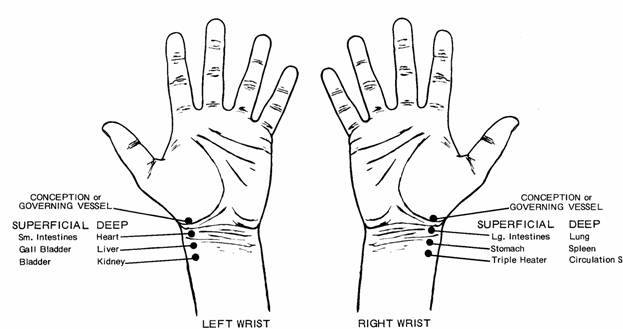 CONCEPTION or
GOVERNING VESSEL
SUPERFICIAL DEEP
Sm. Intestines Heart
Gall Bladder Liver
Bladder Kidney
LEFT WRIST
CONCEPTION or
GOVERNING VESSEL
SUPERFICIAL DEEP
Lg. Intestines Lung
Stomach Spleen
Triple Heater Circulation S
RIGHT WRIST